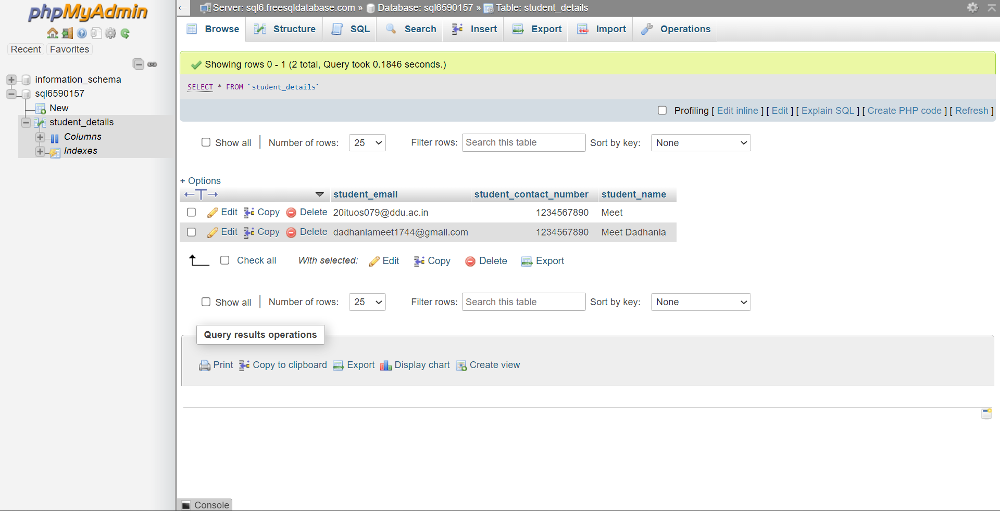 phpMyAdmin
Recent Favorites
information_schema
sql6590157
New
student_details
Columns
Indexes
Server: sql6.freesqldatabase.com » Database: sql6590157 » Table: student_details
Browse Structure SQL Search Insert Export Import Operations
Showing rows 0 - 1 (2 total, Query took 0.1846 seconds.)
SELECT * FROM `student_details`
Profiling [ Edit inline ] [ Edit ] [ Explain SQL ] [ Create PHP code ] [ Refresh ]
Show all | Number of rows: 25 Filter rows: Search this table Sort by key: None
+ Options
←T→ student_email student_contact_number student_name
Edit Copy Delete 20ituos079@ddu.ac.in 1234567890 Meet
Edit Copy Delete dadhaniameet1744@gmail.com 1234567890 Meet Dadhania
Check all With selected: Edit Copy Delete Export
Show all | Number of rows: 25 Filter rows: Search this table Sort by key: None
Query results operations
Print Copy to clipboard Export Display chart Create view
Console